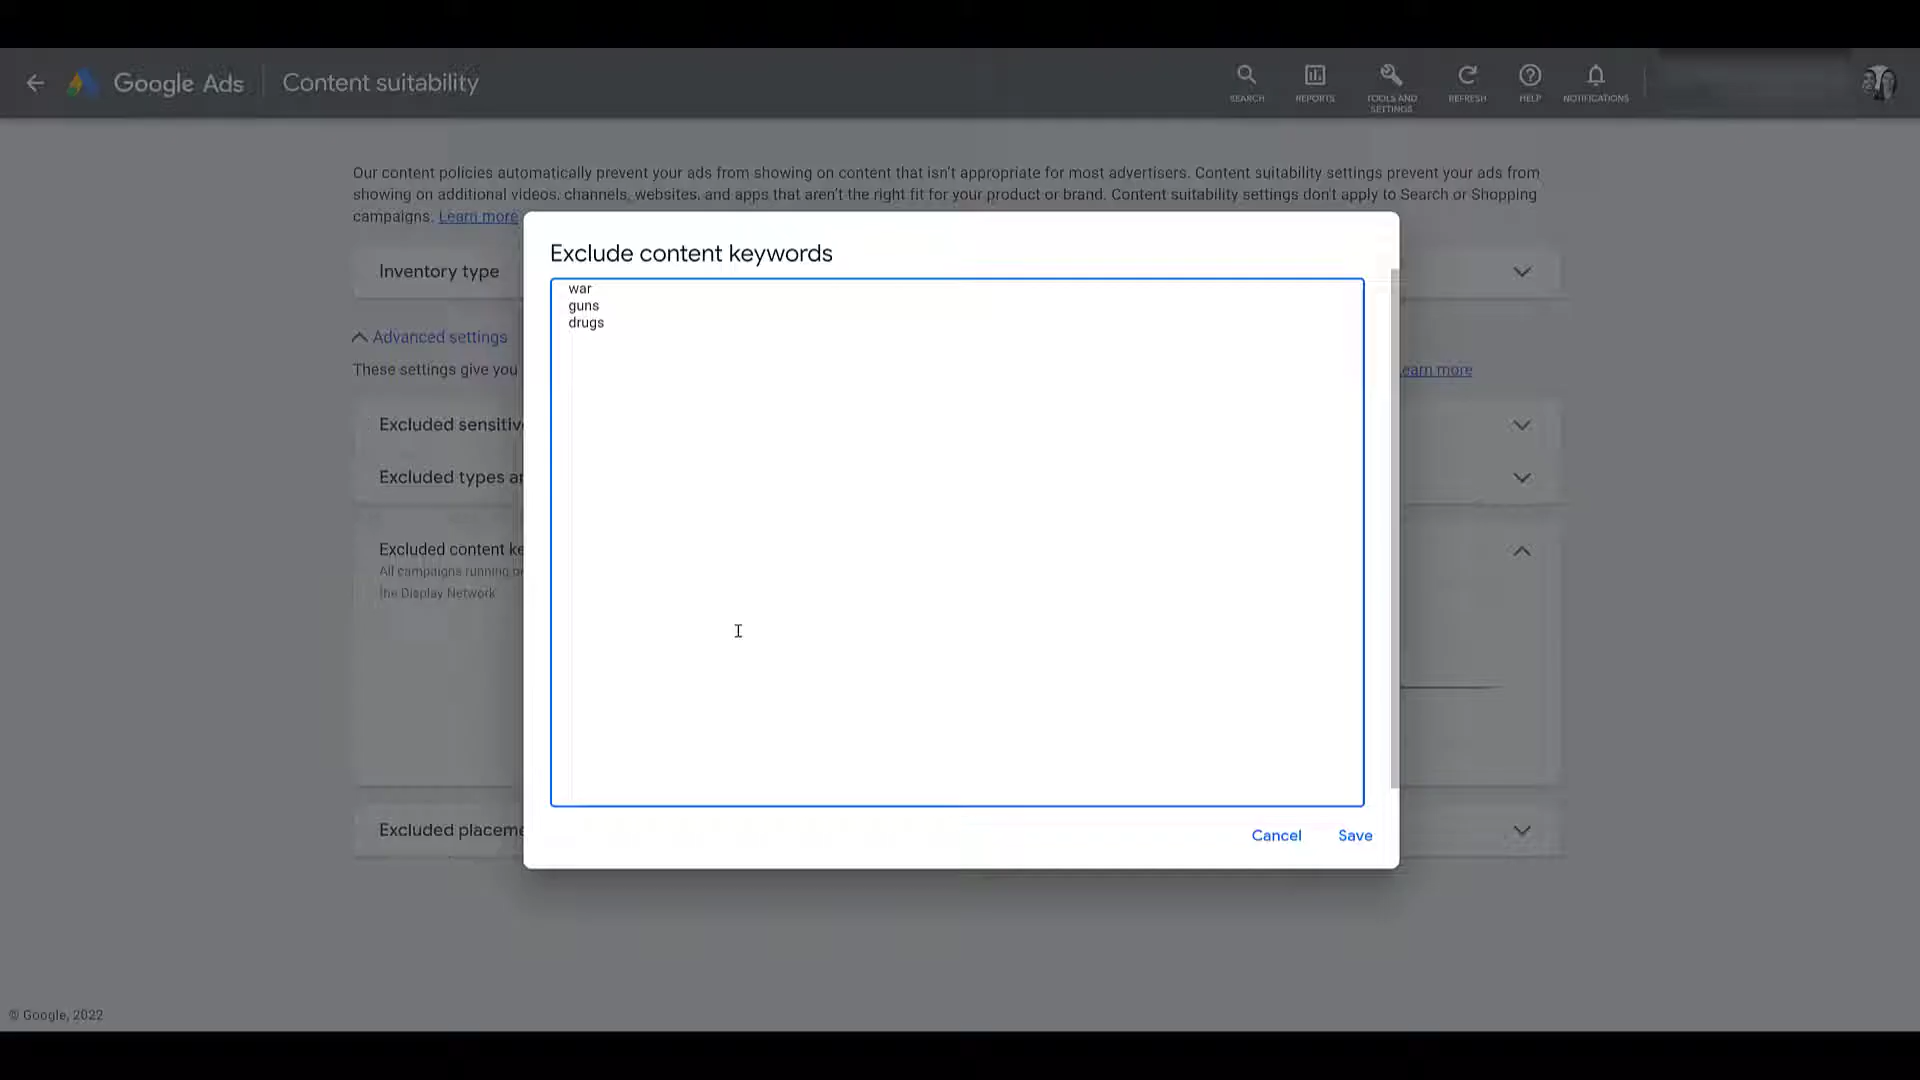 Google Ads
Content suitability
SEARCH
REPORTS
TOOLS AND
SETTINGS
REFRESH
HELP
NOTIFICATIONS
Our content policies automatically prevent your ads from showing on content that isn't appropriate for most advertisers. Content suitability settings prevent your ads from
showing on additional videos, channels, websites, and apps that aren't the right fit for your product or brand. Content suitability settings don't apply to Search or Shopping
campaigns. Learn more
Exclude content keywords
war
guns
drugs
Inventory type
Advanced settings
These settings give you
earn more
Excluded sensitiv
Excluded types a
Excluded content ke
All campaigns running
the Display Network
Excluded placeme
Cancel
Save
© Google, 2022